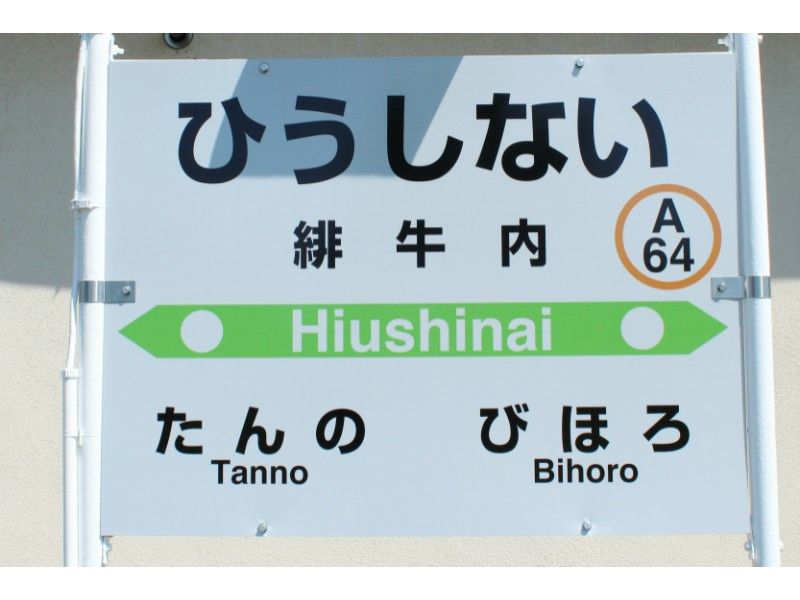 ひうしない
緋牛内
A
64
Hiushinai
たんの
Tanno
びほろ
Bihoro